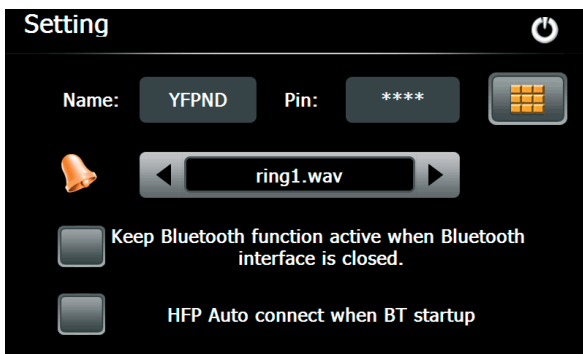 Setting
Name: YFPND Pin: ****
ring1.wav
Keep Bluetooth function active when Bluetooth
interface is closed.
HFP Auto connect when BT startup